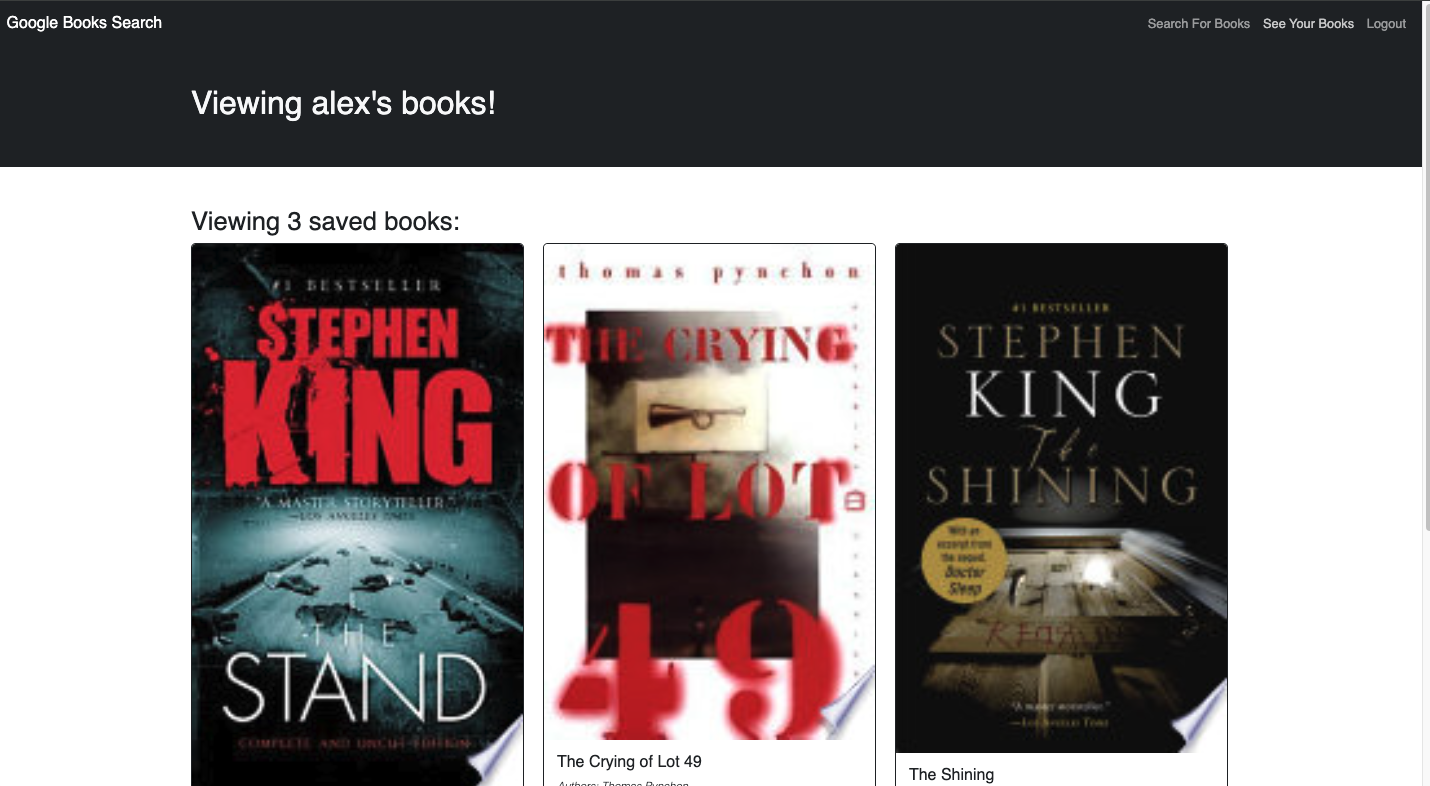 Google Books Search
Search For Books See Your Books Logout
Viewing alex's books!
Viewing 3 saved books:
#1 BESTSELLER
STEPHEN
KING
"A MASTER STORYTELLER."
—LOS ANGELES TIMES
THE
STAND
COMPLETE AND UNCUT EDITION
thomas pynchon
THE CRYING
OF LOT
49
The Crying of Lot 49
Authors: Thomas Pynchon
#1 BESTSELLER
STEPHEN
KING
The
SHINING
With an
excerpt from
the sequel,
Doctor
Sleep
"A master storyteller."
—LOS ANGELES TIMES
The Shining